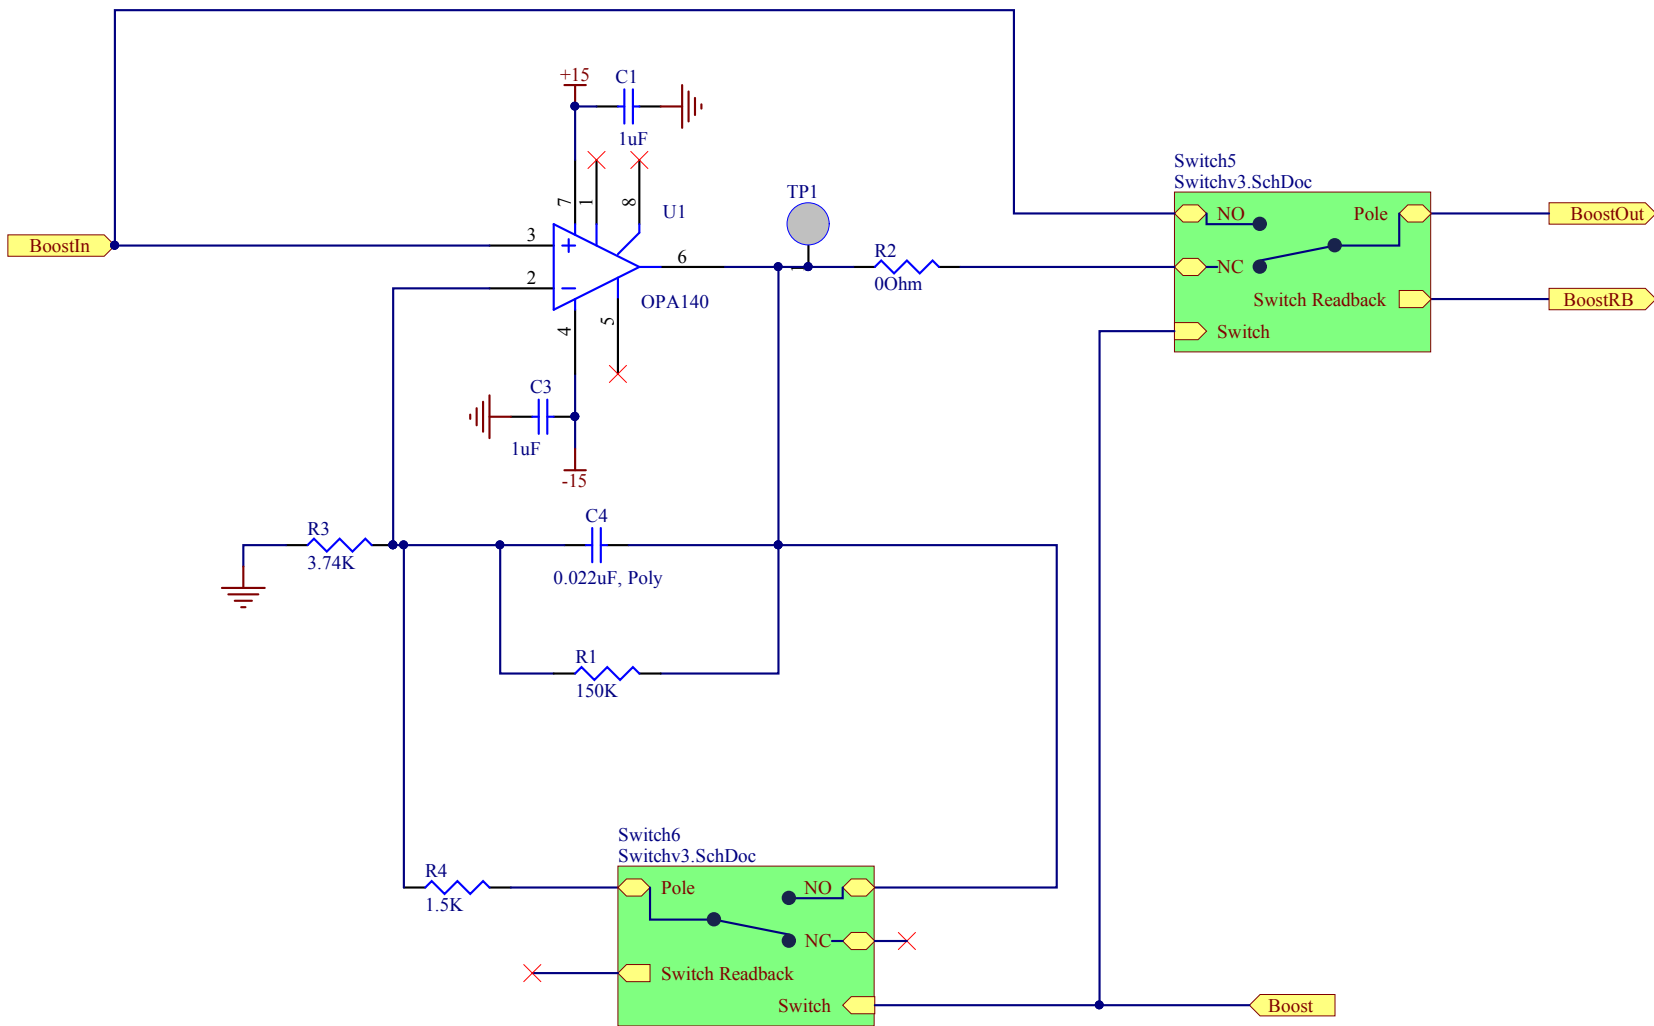 +15
C1
1uF
Switch5
Switchv3.SchDoc
7
1
8
U1
TP1
NO
Pole
BoostOut
BoostIn
3
2
6
1
R2
0Ohm
NC
OPA140
Switch Readback
BoostRB
4
5
Switch
C3
1uF
-15
C4
0.022uF, Poly
R3
3.74K
R1
150K
Switch6
Switchv3.SchDoc
R4
1.5K
Pole
NO
NC
Switch Readback
Switch
Boost